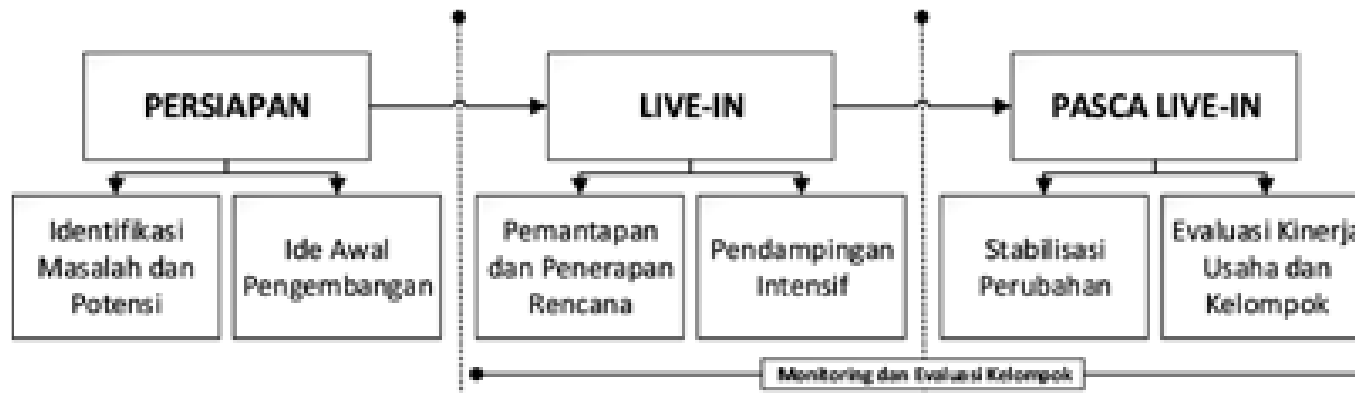 PERSIAPAN
LIVE-IN
PASCA LIVE-IN
Identifikasi
Masalah dan
Potensi
Ide Awal
Pengembangan
Pemantapan
dan Penerapan
Rencana
Pendampingan
Intensif
Stabilisasi
Perubahan
Evaluasi Kinerja
Usaha dan
Kelompok
Monitoring dan Evaluasi Kelompok